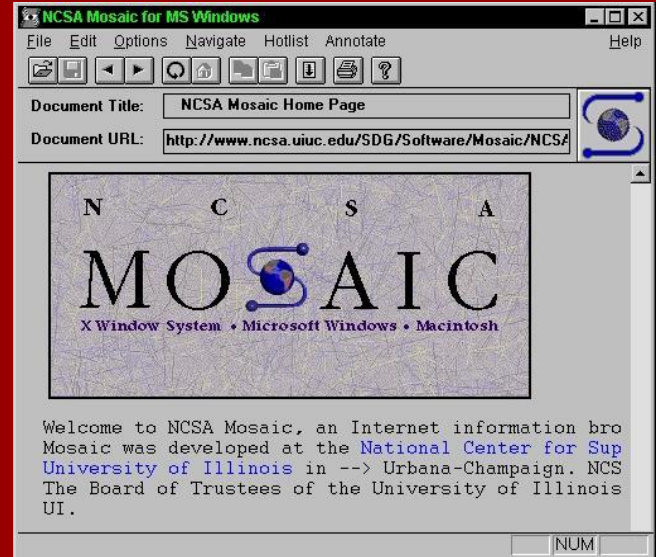 NCSA Mosaic for MS Windows
File Edit Options Navigate Hotlist Annotate Help
Document Title: NCSA Mosaic Home Page
Document URL: http://www.ncsa.uiuc.edu/SDG/Software/Mosaic/NCSA
N C S A
MOSAIC
X Window System • Microsoft Windows • Macintosh
Welcome to NCSA Mosaic, an Internet information bro
Mosaic was developed at the National Center for Sup
University of Illinois in --> Urbana-Champaign. NCS
The Board of Trustees of the University of Illinois
UI.
NUM